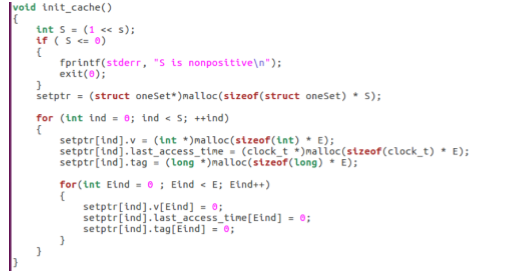 void init_cache()
{
    int S = (1 << s);
    if ( S <= 0)
    {
        fprintf(stderr, "S is nonpositive\n");
        exit(0);
    }
    setptr = (struct oneSet*)malloc(sizeof(struct oneSet) * S);

    for (int ind = 0; ind < S; ++ind)
    {
        setptr[ind].v = (int *)malloc(sizeof(int) * E);
        setptr[ind].last_access_time = (clock_t *)malloc(sizeof(clock_t) * E);
        setptr[ind].tag = (long *)malloc(sizeof(long) * E);

        for(int Eind = 0 ; Eind < E; Eind++)
        {
            setptr[ind].v[Eind] = 0;
            setptr[ind].last_access_time[Eind] = 0;
            setptr[ind].tag[Eind] = 0;
        }
    }
}